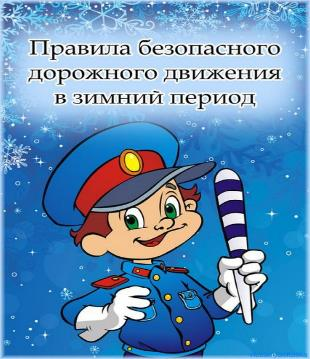 Правила безопасного
дорожного движения
в зимний период